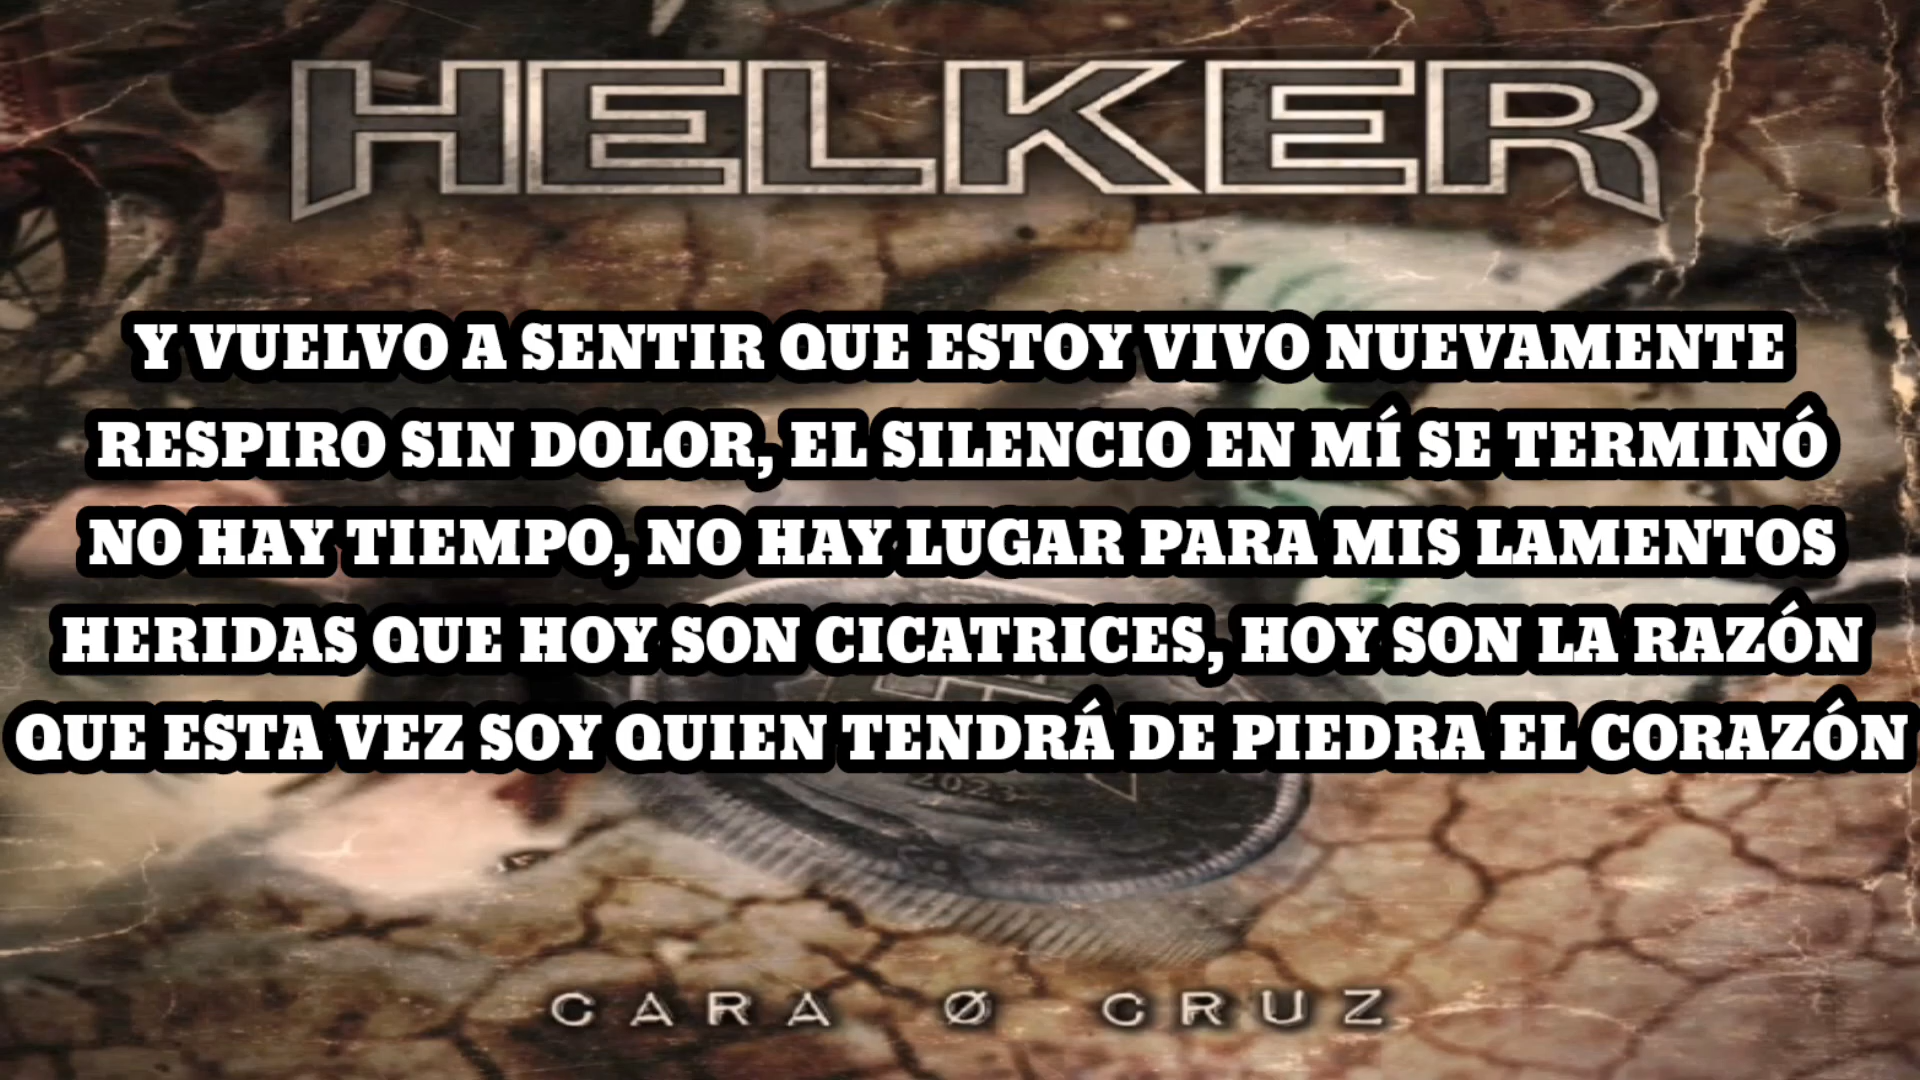 HELKER
Y VUELVO A SENTIR QUE ESTOY VIVO NUEVAMENTE
RESPIRO SIN DOLOR, EL SILENCIO EN MÍ SE TERMINÓ
NO HAY TIEMPO, NO HAY LUGAR PARA MIS LAMENTOS
HERIDAS QUE HOY SON CICATRICES, HOY SON LA RAZÓN
QUE ESTA VEZ SOY QUIEN TENDRÁ DE PIEDRA EL CORAZÓN
2023
CARA Ø CRUZ